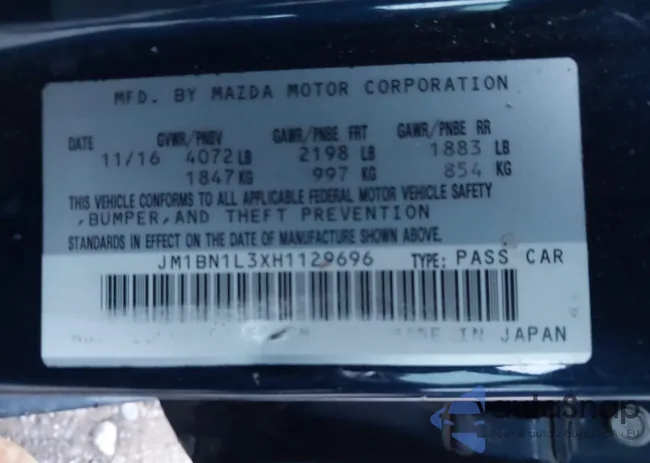 MFD. BY MAZDA MOTOR CORPORATION
DATE GVWR/PNBV GAWR/PNBE FRT GAWR/PNBE RR
11/16 4072 LB 2198 LB 1883 LB
1847 KG 997 KG 854 KG
THIS VEHICLE CONFORMS TO ALL APPLICABLE FEDERAL MOTOR VEHICLE SAFETY
,BUMPER,AND THEFT PREVENTION
STANDARDS IN EFFECT ON THE DATE OF MANUFACTURE SHOWN ABOVE.
JM1BN1L3XH1129696 TYPE: PASS CAR
MADE IN JAPAN
autoSnap